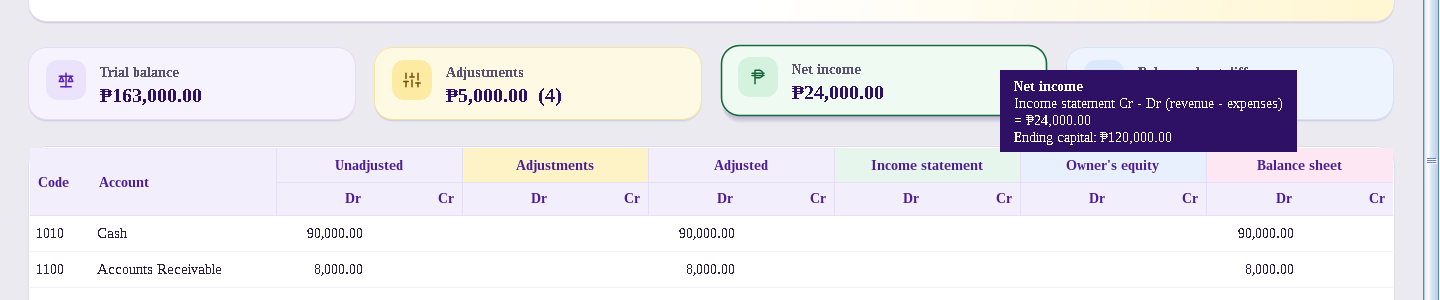 Trial balance
₱163,000.00
Adjustments
₱5,000.00 (4)
Net income
₱24,000.00
Net income
Income statement Cr - Dr (revenue - expenses)
= ₱24,000.00
Ending capital: ₱120,000.00
Code Account Unadjusted Adjustments Adjusted Income statement Owner's equity Balance sheet
Dr Cr Dr Cr Dr Cr Dr Cr Dr Cr Dr Cr
1010 Cash 90,000.00 90,000.00 90,000.00
1100 Accounts Receivable 8,000.00 8,000.00 8,000.00